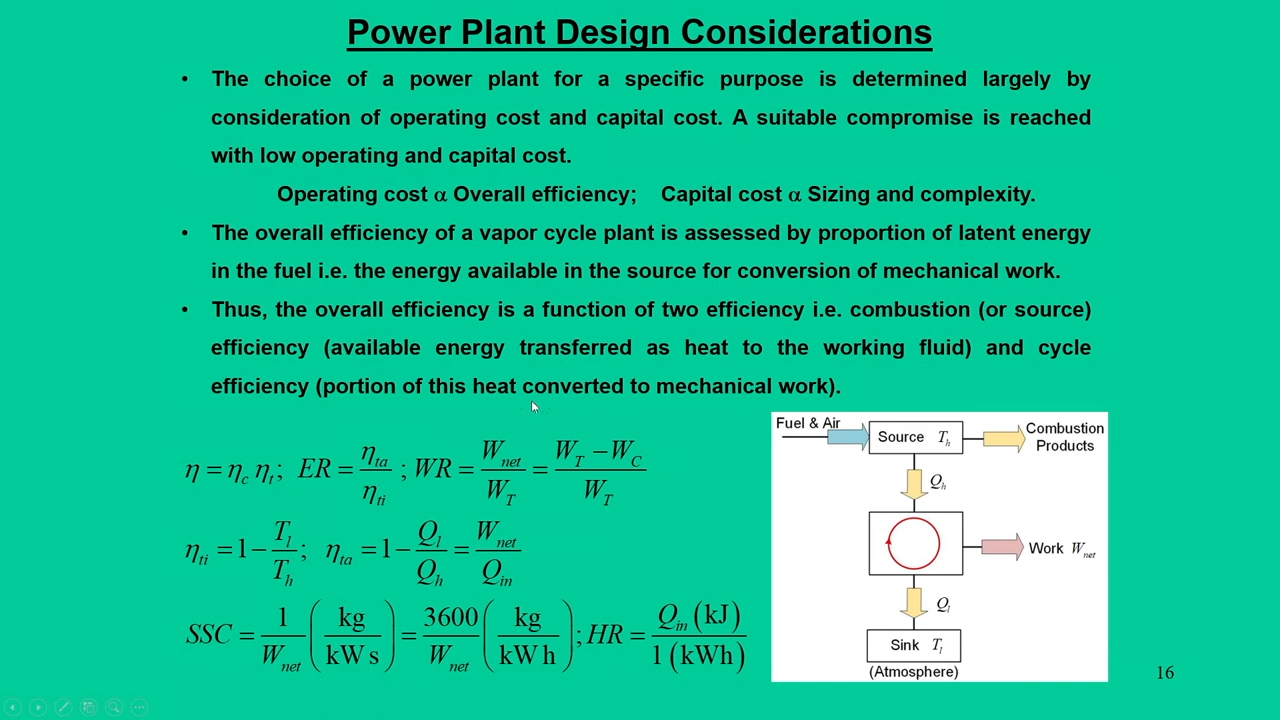 Power Plant Design Considerations
• The choice of a power plant for a specific purpose is determined largely by
consideration of operating cost and capital cost. A suitable compromise is reached
with low operating and capital cost.
Operating cost α Overall efficiency; Capital cost α Sizing and complexity.
• The overall efficiency of a vapor cycle plant is assessed by proportion of latent energy
in the fuel i.e. the energy available in the source for conversion of mechanical work.
• Thus, the overall efficiency is a function of two efficiency i.e. combustion (or source)
efficiency (available energy transferred as heat to the working fluid) and cycle
efficiency (portion of this heat converted to mechanical work).
η = η_c η_t; ER = η_ta / η_ti ; WR = W_net / W_T = (W_T − W_C) / W_T
η_ti = 1 − T_l / T_h ; η_ta = 1 − Q_l / Q_h = W_net / Q_in
SSC = 1 / W_net (kg / kW s) = 3600 / W_net (kg / kW h) ; HR = Q_in (kJ) / 1 (kWh)
Fuel & Air
Source T_h
Combustion
Products
Q_h
Work W_net
Q_l
Sink T_l
(Atmosphere)
16